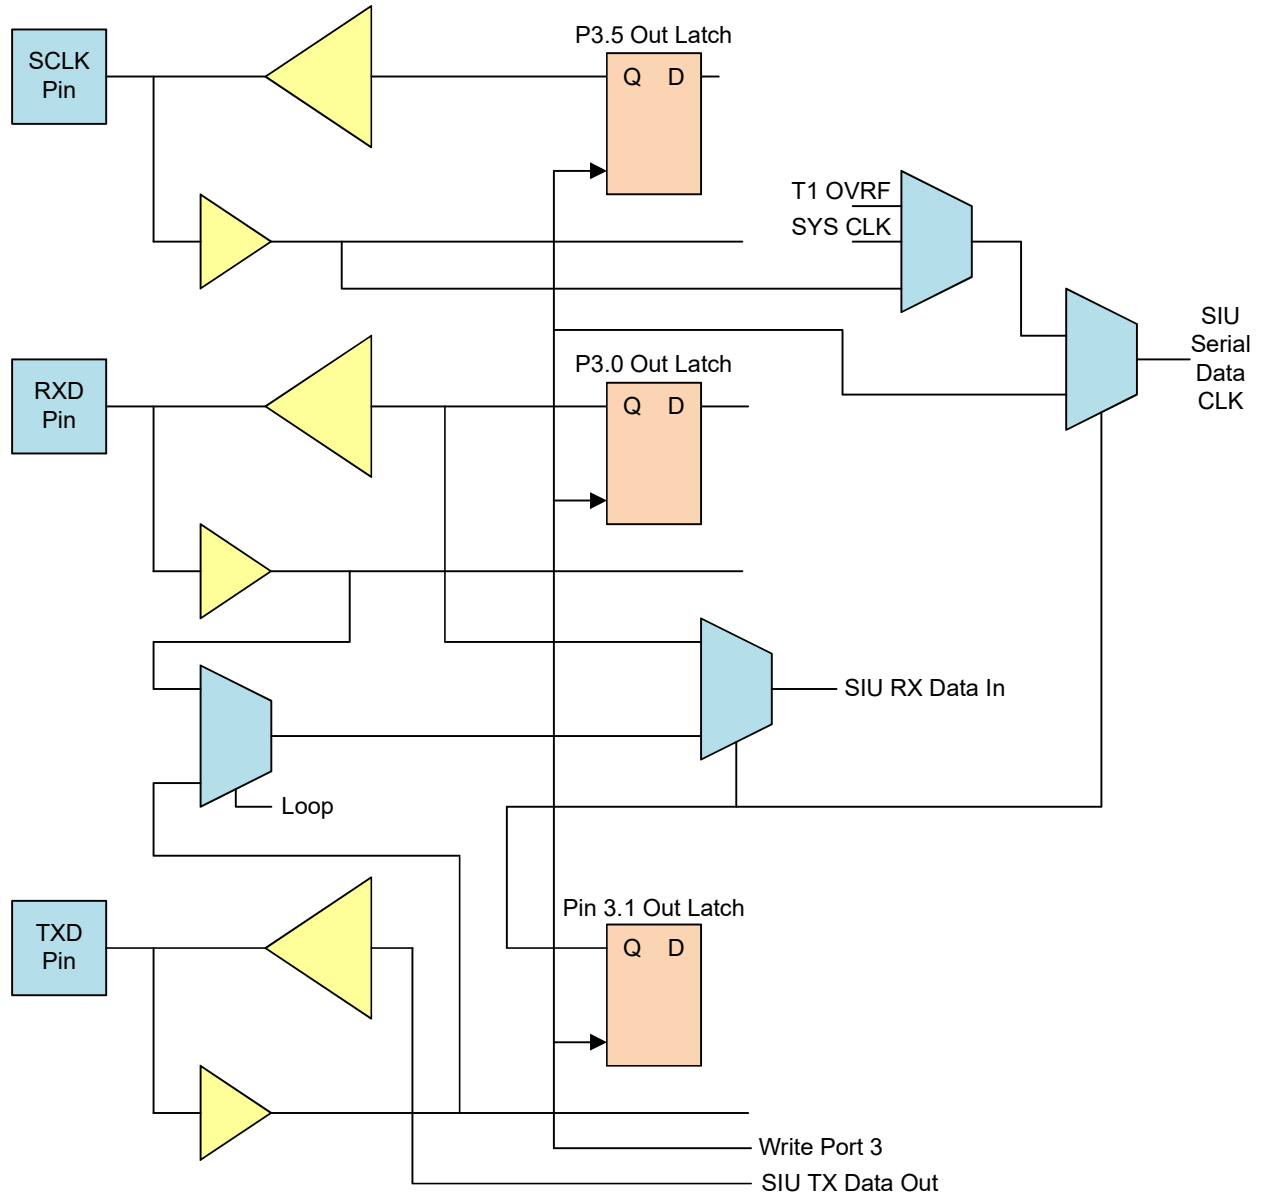 P3.5 Out Latch
SCLK
Pin
Q D
T1 OVRF
SYS CLK
SIU
Serial
Data
CLK
P3.0 Out Latch
RXD
Pin
Q D
SIU RX Data In
Loop
Pin 3.1 Out Latch
TXD
Pin
Q D
Write Port 3
SIU TX Data Out